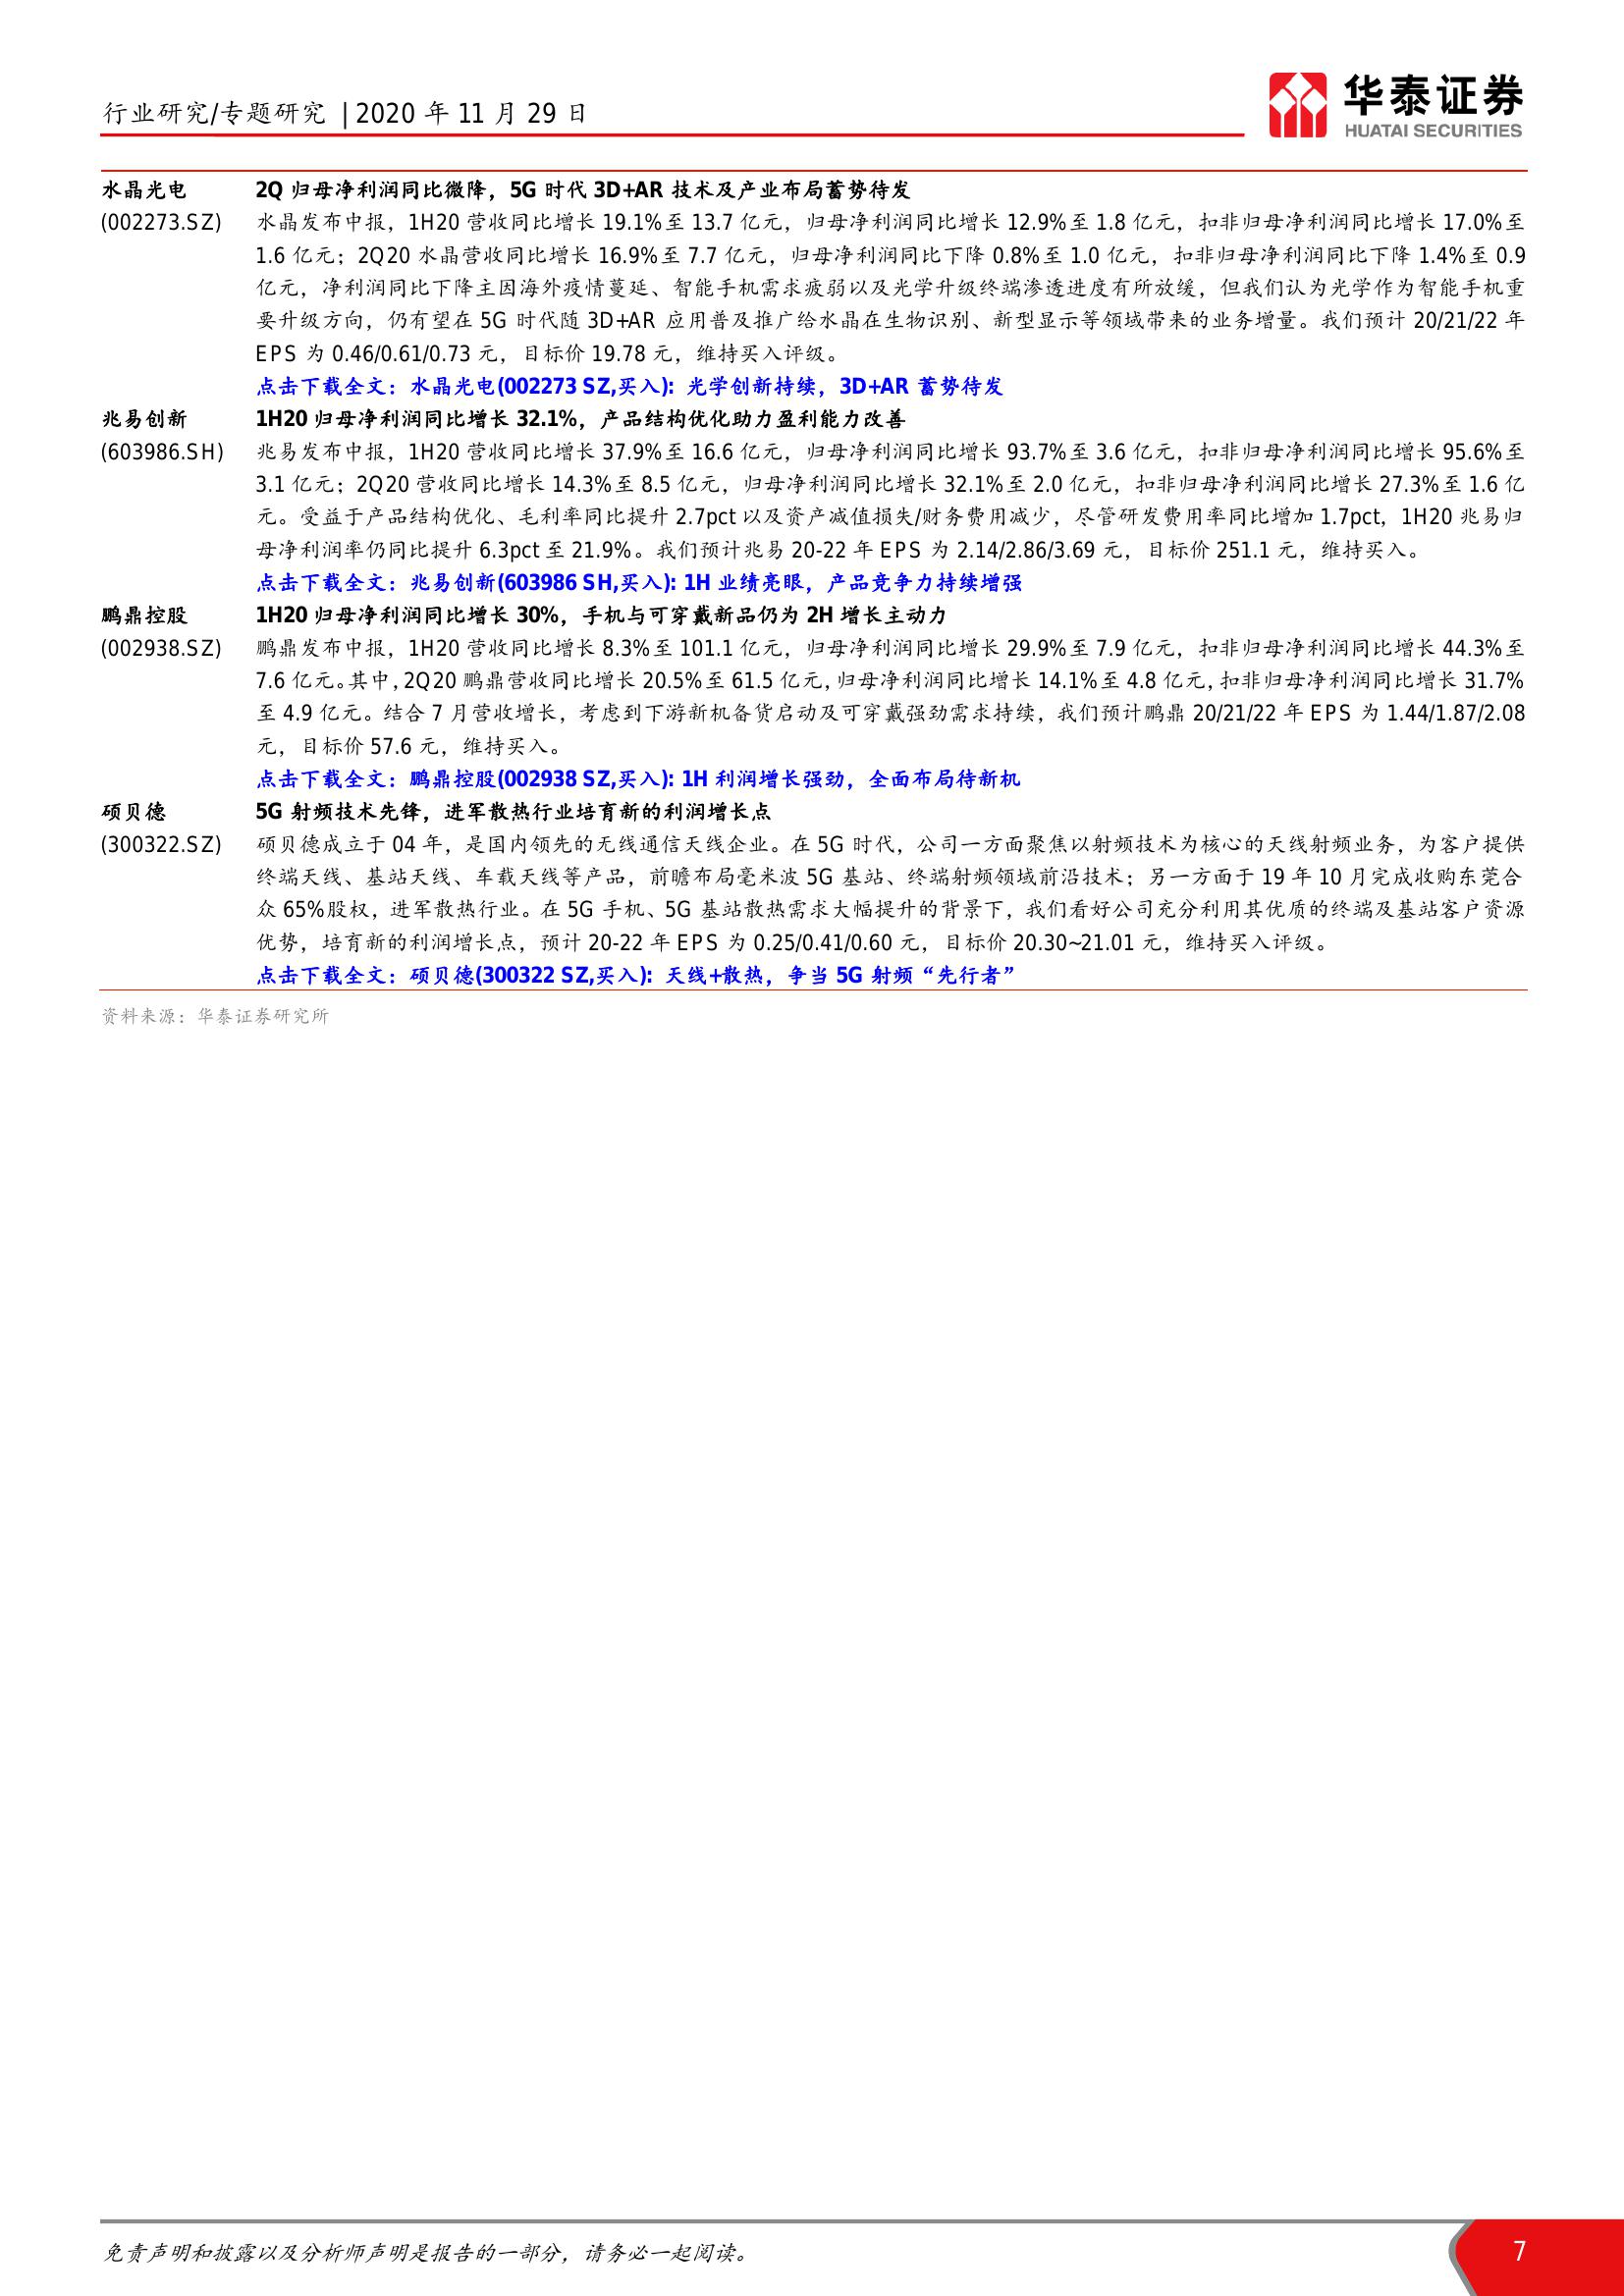 行业研究/专题研究 | 2020 年 11 月 29 日
华泰证券
HUATAI SECURITIES
水晶光电 2Q 归母净利润同比微降，5G 时代 3D+AR 技术及产业布局蓄势待发
(002273.SZ) 水晶发布中报，1H20 营收同比增长 19.1%至 13.7 亿元，归母净利润同比增长 12.9%至 1.8 亿元，扣非归母净利润同比增长 17.0%至
1.6 亿元；2Q20 水晶营收同比增长 16.9%至 7.7 亿元，归母净利润同比下降 0.8%至 1.0 亿元，扣非归母净利润同比下降 1.4%至 0.9
亿元，净利润同比下降主因海外疫情蔓延、智能手机需求疲弱以及光学升级终端渗透进度有所放缓，但我们认为光学作为智能手机重
要升级方向，仍有望在 5G 时代随 3D+AR 应用普及推广给水晶在生物识别、新型显示等领域带来的业务增量。我们预计 20/21/22 年
EPS 为 0.46/0.61/0.73 元，目标价 19.78 元，维持买入评级。
点击下载全文：水晶光电(002273 SZ,买入): 光学创新持续，3D+AR 蓄势待发
兆易创新 1H20 归母净利润同比增长 32.1%，产品结构优化助力盈利能力改善
(603986.SH) 兆易发布中报，1H20 营收同比增长 37.9%至 16.6 亿元，归母净利润同比增长 93.7%至 3.6 亿元，扣非归母净利润同比增长 95.6%至
3.1 亿元；2Q20 营收同比增长 14.3%至 8.5 亿元，归母净利润同比增长 32.1%至 2.0 亿元，扣非归母净利润同比增长 27.3%至 1.6 亿
元。受益于产品结构优化、毛利率同比提升 2.7pct 以及资产减值损失/财务费用减少，尽管研发费用率同比增加 1.7pct，1H20 兆易归
母净利润率仍同比提升 6.3pct 至 21.9%。我们预计兆易 20-22 年 EPS 为 2.14/2.86/3.69 元，目标价 251.1 元，维持买入。
点击下载全文：兆易创新(603986 SH,买入): 1H 业绩亮眼，产品竞争力持续增强
鹏鼎控股 1H20 归母净利润同比增长 30%，手机与可穿戴新品仍为 2H 增长主动力
(002938.SZ) 鹏鼎发布中报，1H20 营收同比增长 8.3%至 101.1 亿元，归母净利润同比增长 29.9%至 7.9 亿元，扣非归母净利润同比增长 44.3%至
7.6 亿元。其中，2Q20 鹏鼎营收同比增长 20.5%至 61.5 亿元，归母净利润同比增长 14.1%至 4.8 亿元，扣非归母净利润同比增长 31.7%
至 4.9 亿元。结合 7 月营收增长，考虑到下游新机备货启动及可穿戴强劲需求持续，我们预计鹏鼎 20/21/22 年 EPS 为 1.44/1.87/2.08
元，目标价 57.6 元，维持买入。
点击下载全文：鹏鼎控股(002938 SZ,买入): 1H 利润增长强劲，全面布局待新机
硕贝德 5G 射频技术先锋，进军散热行业培育新的利润增长点
(300322.SZ) 硕贝德成立于 04 年，是国内领先的无线通信天线企业。在 5G 时代，公司一方面聚焦以射频技术为核心的天线射频业务，为客户提供
终端天线、基站天线、车载天线等产品，前瞻布局毫米波 5G 基站、终端射频领域前沿技术；另一方面于 19 年 10 月完成收购东莞合
众 65%股权，进军散热行业。在 5G 手机、5G 基站散热需求大幅提升的背景下，我们看好公司充分利用其优质的终端及基站客户资源
优势，培育新的利润增长点，预计 20-22 年 EPS 为 0.25/0.41/0.60 元，目标价 20.30~21.01 元，维持买入评级。
点击下载全文：硕贝德(300322 SZ,买入): 天线+散热，争当 5G 射频“先行者”
资料来源：华泰证券研究所
免责声明和披露以及分析师声明是报告的一部分，请务必一起阅读。
7